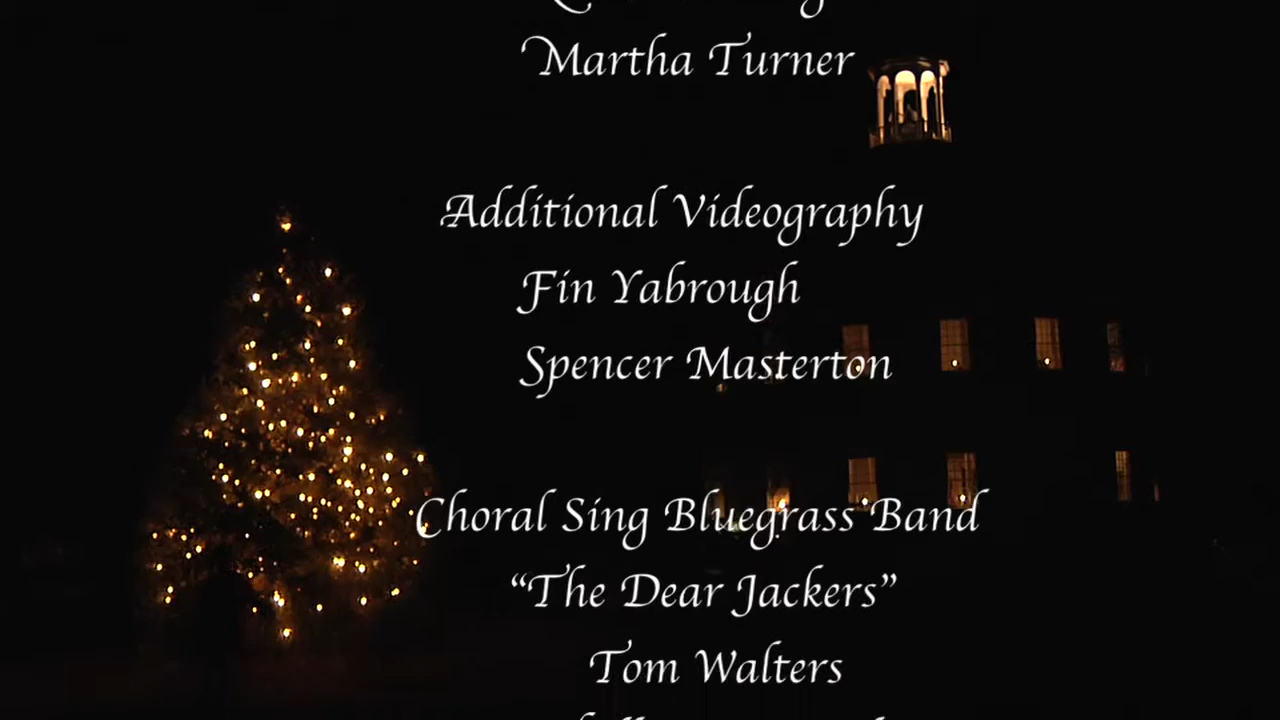 Martha Turner
Additional Videography
Fin Yabrough
Spencer Masterton
Choral Sing Bluegrass Band
“The Dear Jackers”
Tom Walters